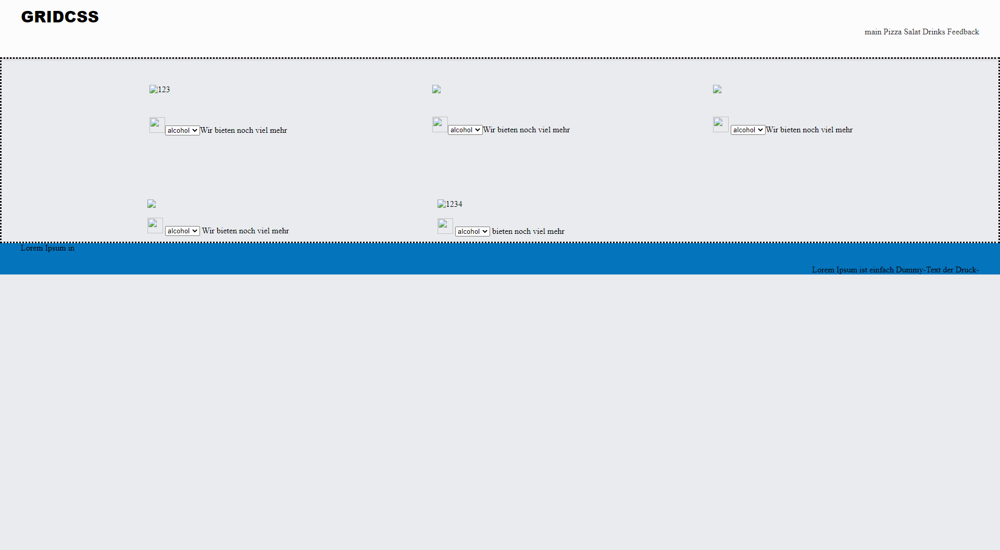 GRIDCSS
main Pizza Salat Drinks Feedback
123
alcohol Wir bieten noch viel mehr
alcohol Wir bieten noch viel mehr
alcohol Wir bieten noch viel mehr
1234
alcohol Wir bieten noch viel mehr
alcohol bieten noch viel mehr
Lorem Ipsum in
Lorem Ipsum ist einfach Dummy-Text der Druck-